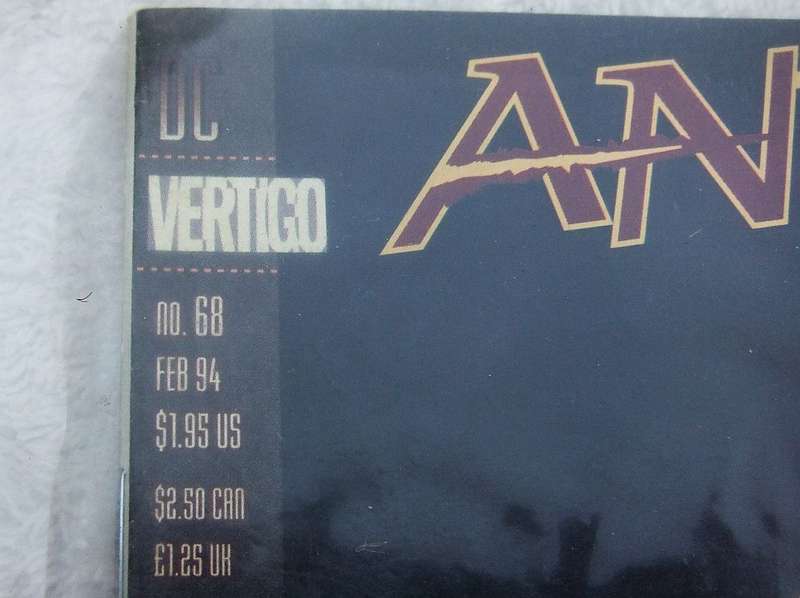 DC
AN
VERTIGO
no. 68
FEB 94
$1.95 US
$2.50 CAN
£1.25 UK